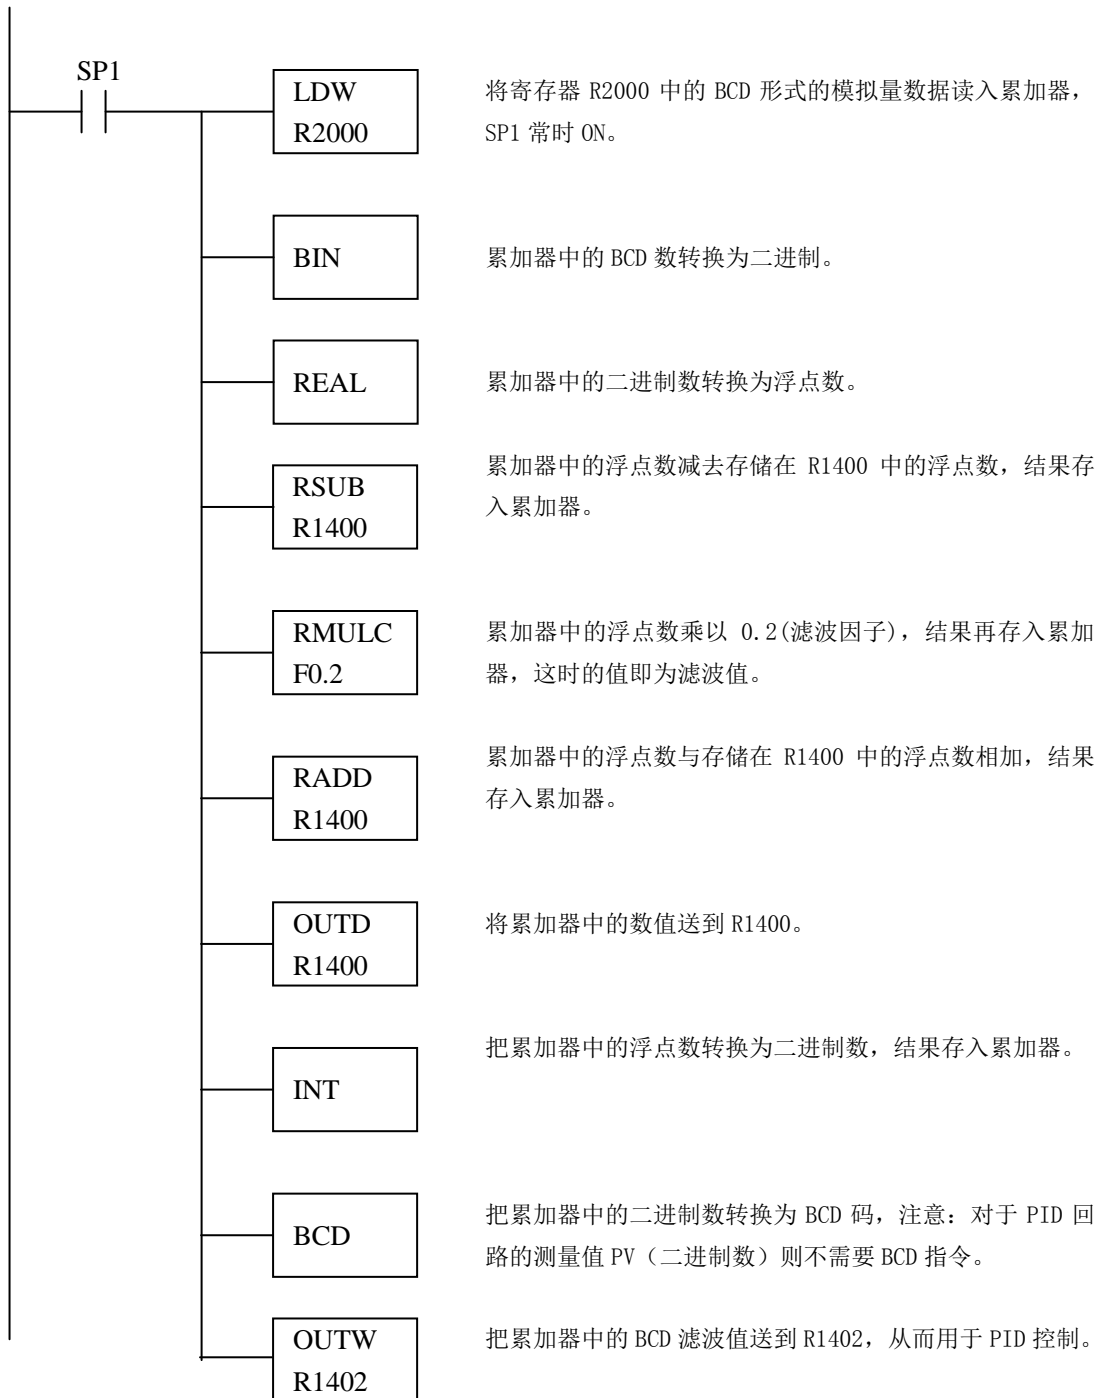 SP1
LDW
R2000
将寄存器 R2000 中的 BCD 形式的模拟量数据读入累加器，
SP1 常时 ON。
BIN
累加器中的 BCD 数转换为二进制。
REAL
累加器中的二进制数转换为浮点数。
RSUB
R1400
累加器中的浮点数减去存储在 R1400 中的浮点数，结果存
入累加器。
RMULC
F0.2
累加器中的浮点数乘以 0.2(滤波因子)，结果再存入累加
器，这时的值即为滤波值。
RADD
R1400
累加器中的浮点数与存储在 R1400 中的浮点数相加，结果
存入累加器。
OUTD
R1400
将累加器中的数值送到 R1400。
INT
把累加器中的浮点数转换为二进制数，结果存入累加器。
BCD
把累加器中的二进制数转换为 BCD 码，注意：对于 PID 回
路的测量值 PV（二进制数）则不需要 BCD 指令。
OUTW
R1402
把累加器中的 BCD 滤波值送到 R1402，从而用于 PID 控制。